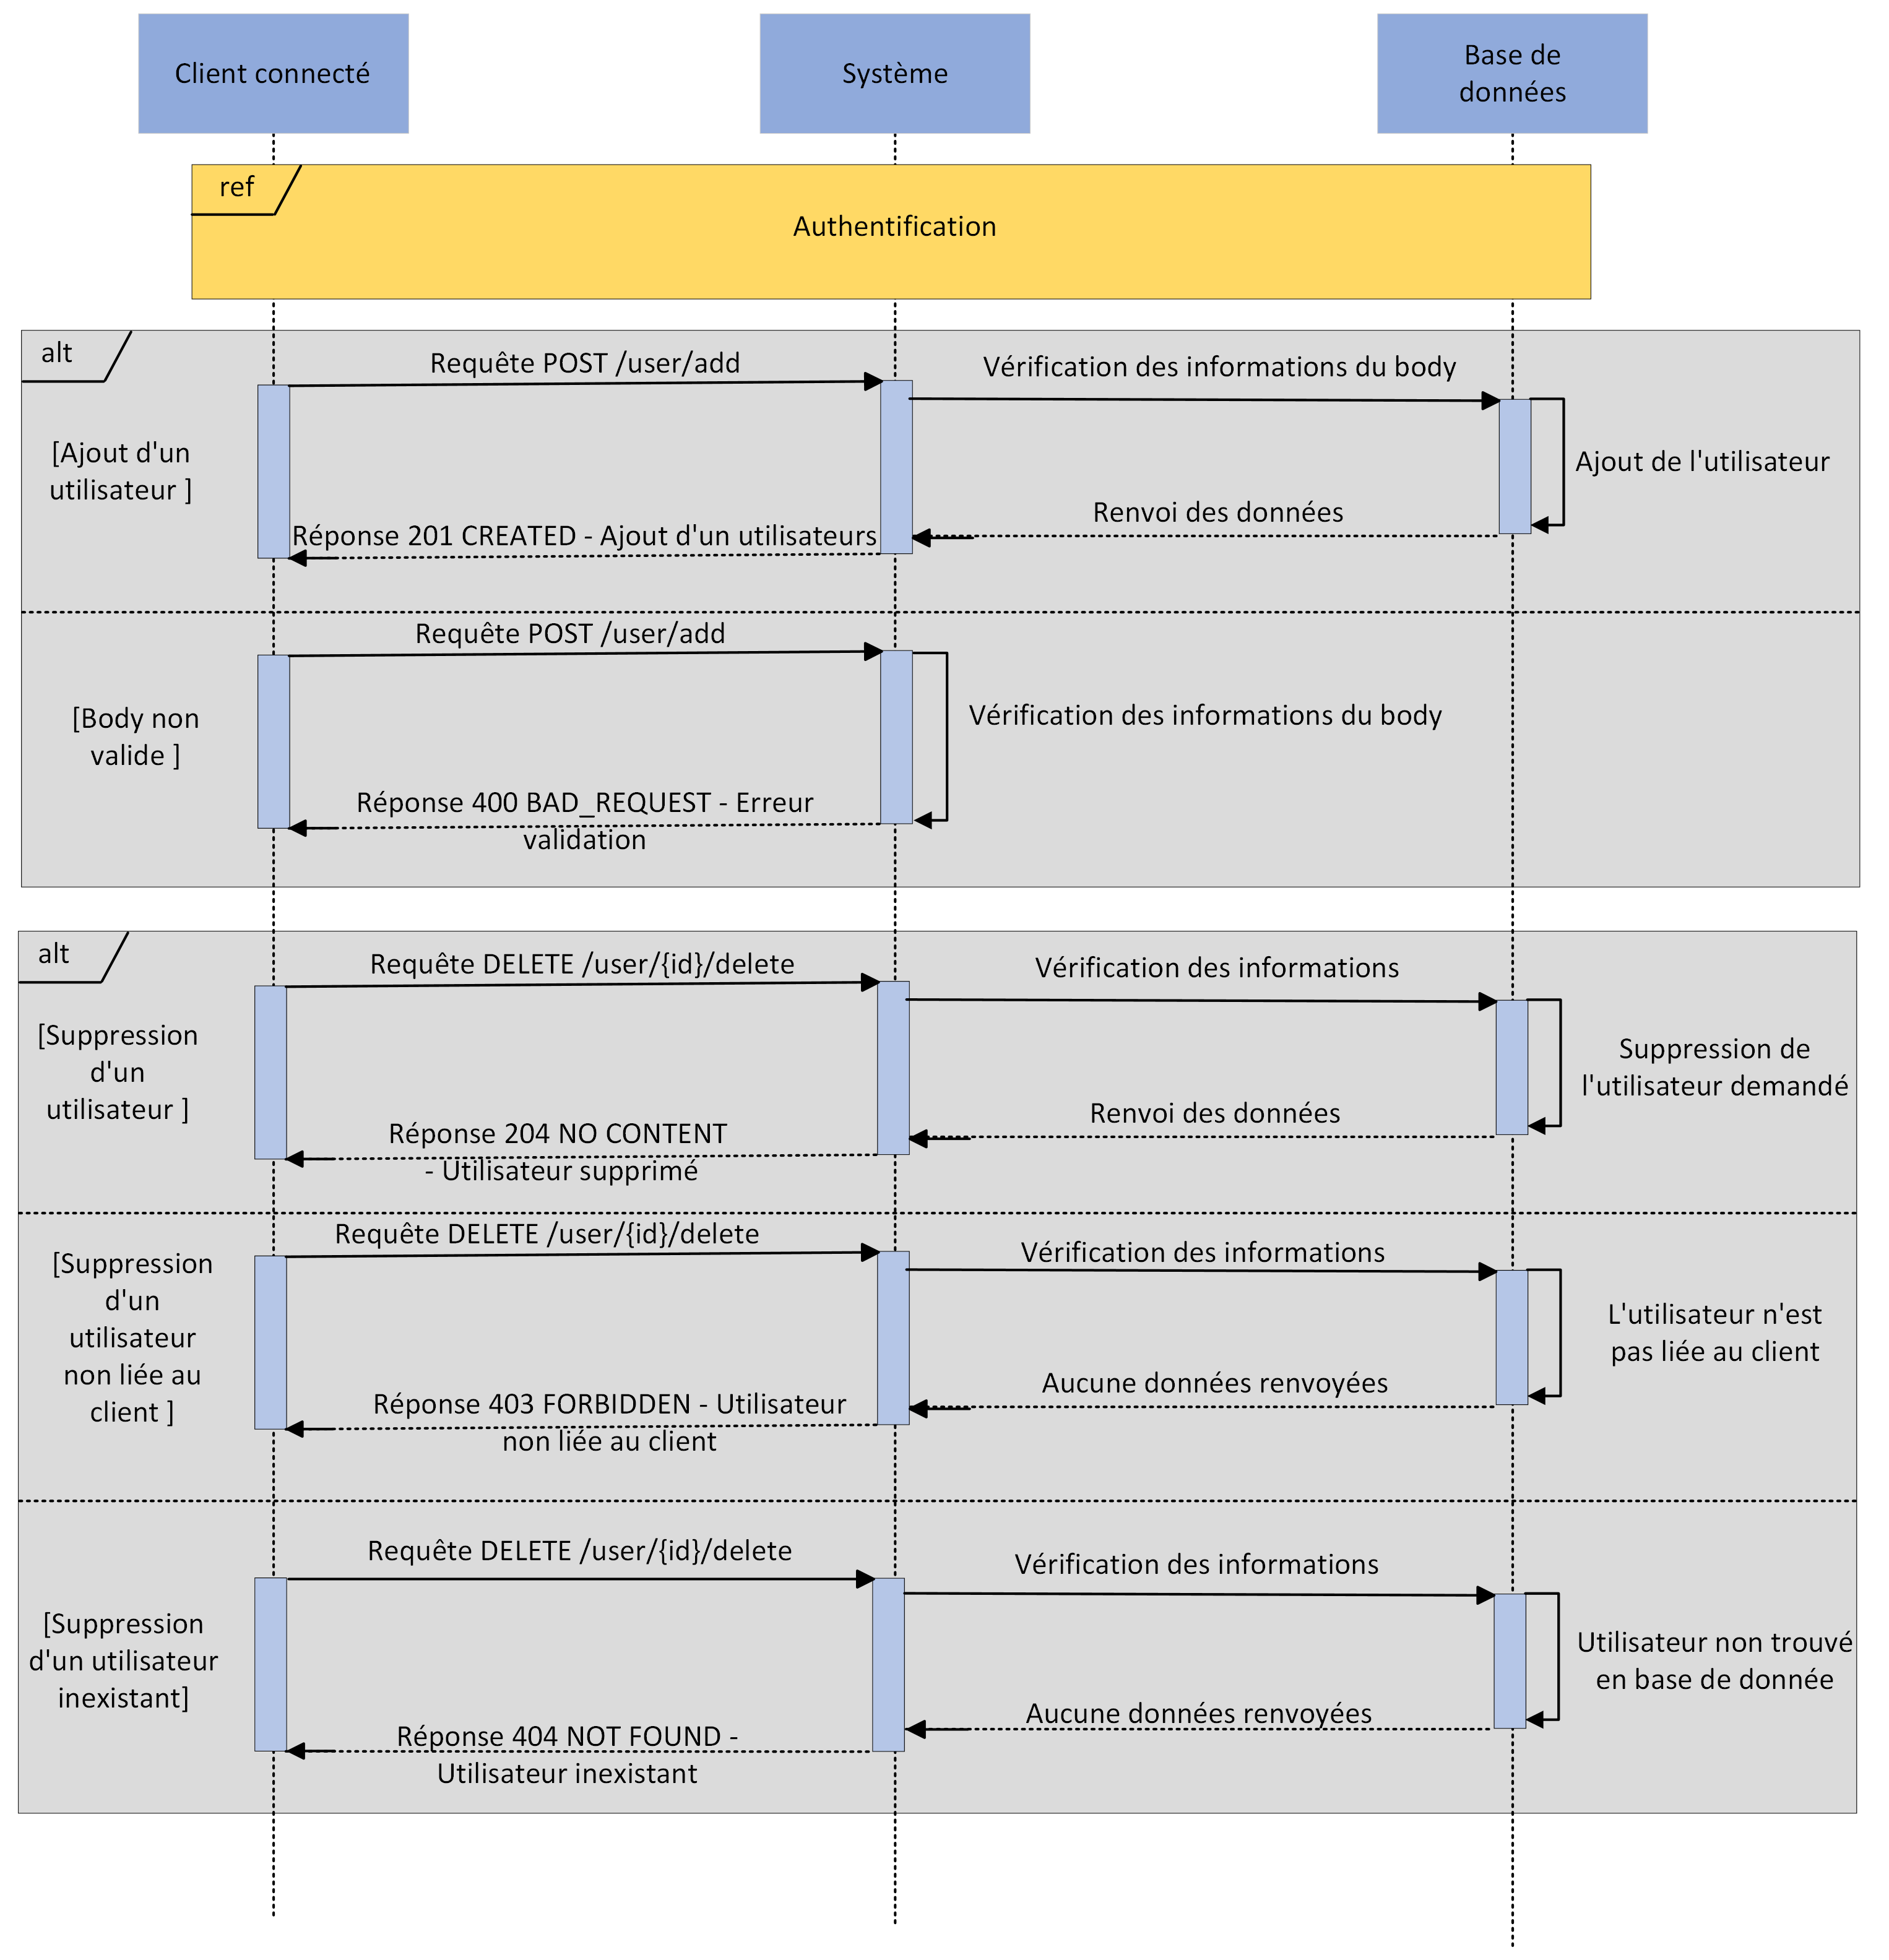 Client connecté
Système
Base de
données
ref
Authentification
alt
Requête POST /user/add
Vérification des informations du body
[Ajout d'un
utilisateur ]
Ajout de l'utilisateur
Renvoi des données
Réponse 201 CREATED - Ajout d'un utilisateurs
Requête POST /user/add
[Body non
valide ]
Vérification des informations du body
Réponse 400 BAD_REQUEST - Erreur
validation
alt
Requête DELETE /user/{id}/delete
Vérification des informations
[Suppression
d'un
utilisateur ]
Suppression de
l'utilisateur demandé
Renvoi des données
Réponse 204 NO CONTENT
- Utilisateur supprimé
Requête DELETE /user/{id}/delete
Vérification des informations
[Suppression
d'un
utilisateur
non liée au
client ]
L'utilisateur n'est
pas liée au client
Aucune données renvoyées
Réponse 403 FORBIDDEN - Utilisateur
non liée au client
Requête DELETE /user/{id}/delete
Vérification des informations
[Suppression
d'un utilisateur
inexistant]
Utilisateur non trouvé
en base de donnée
Aucune données renvoyées
Réponse 404 NOT FOUND -
Utilisateur inexistant